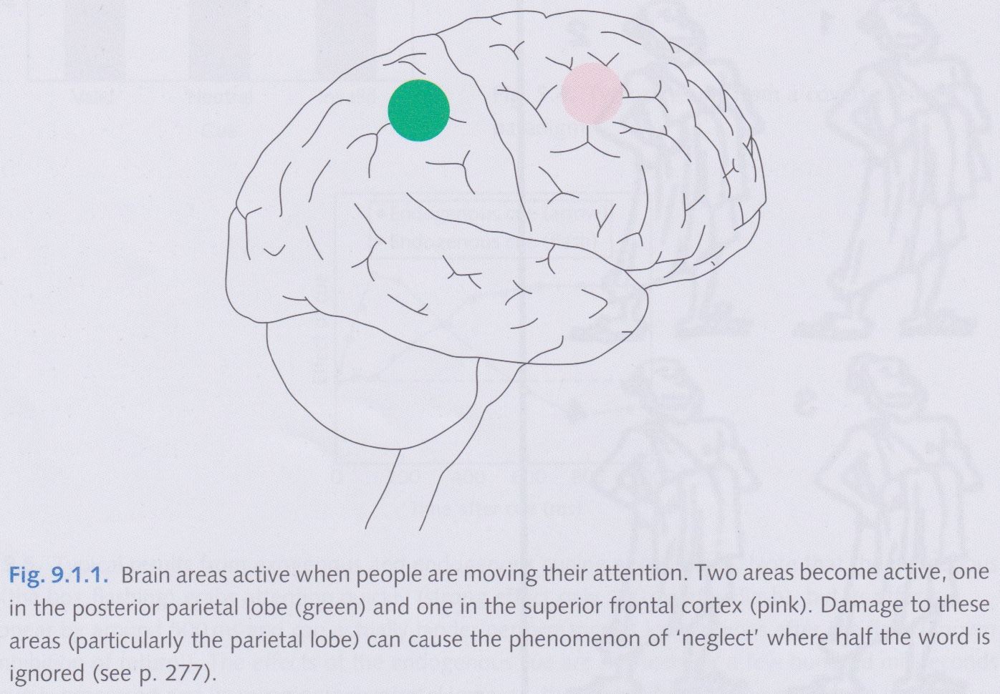 Fig. 9.1.1. Brain areas active when people are moving their attention. Two areas become active, one
in the posterior parietal lobe (green) and one in the superior frontal cortex (pink). Damage to these
areas (particularly the parietal lobe) can cause the phenomenon of ‘neglect’ where half the word is
ignored (see p. 277).